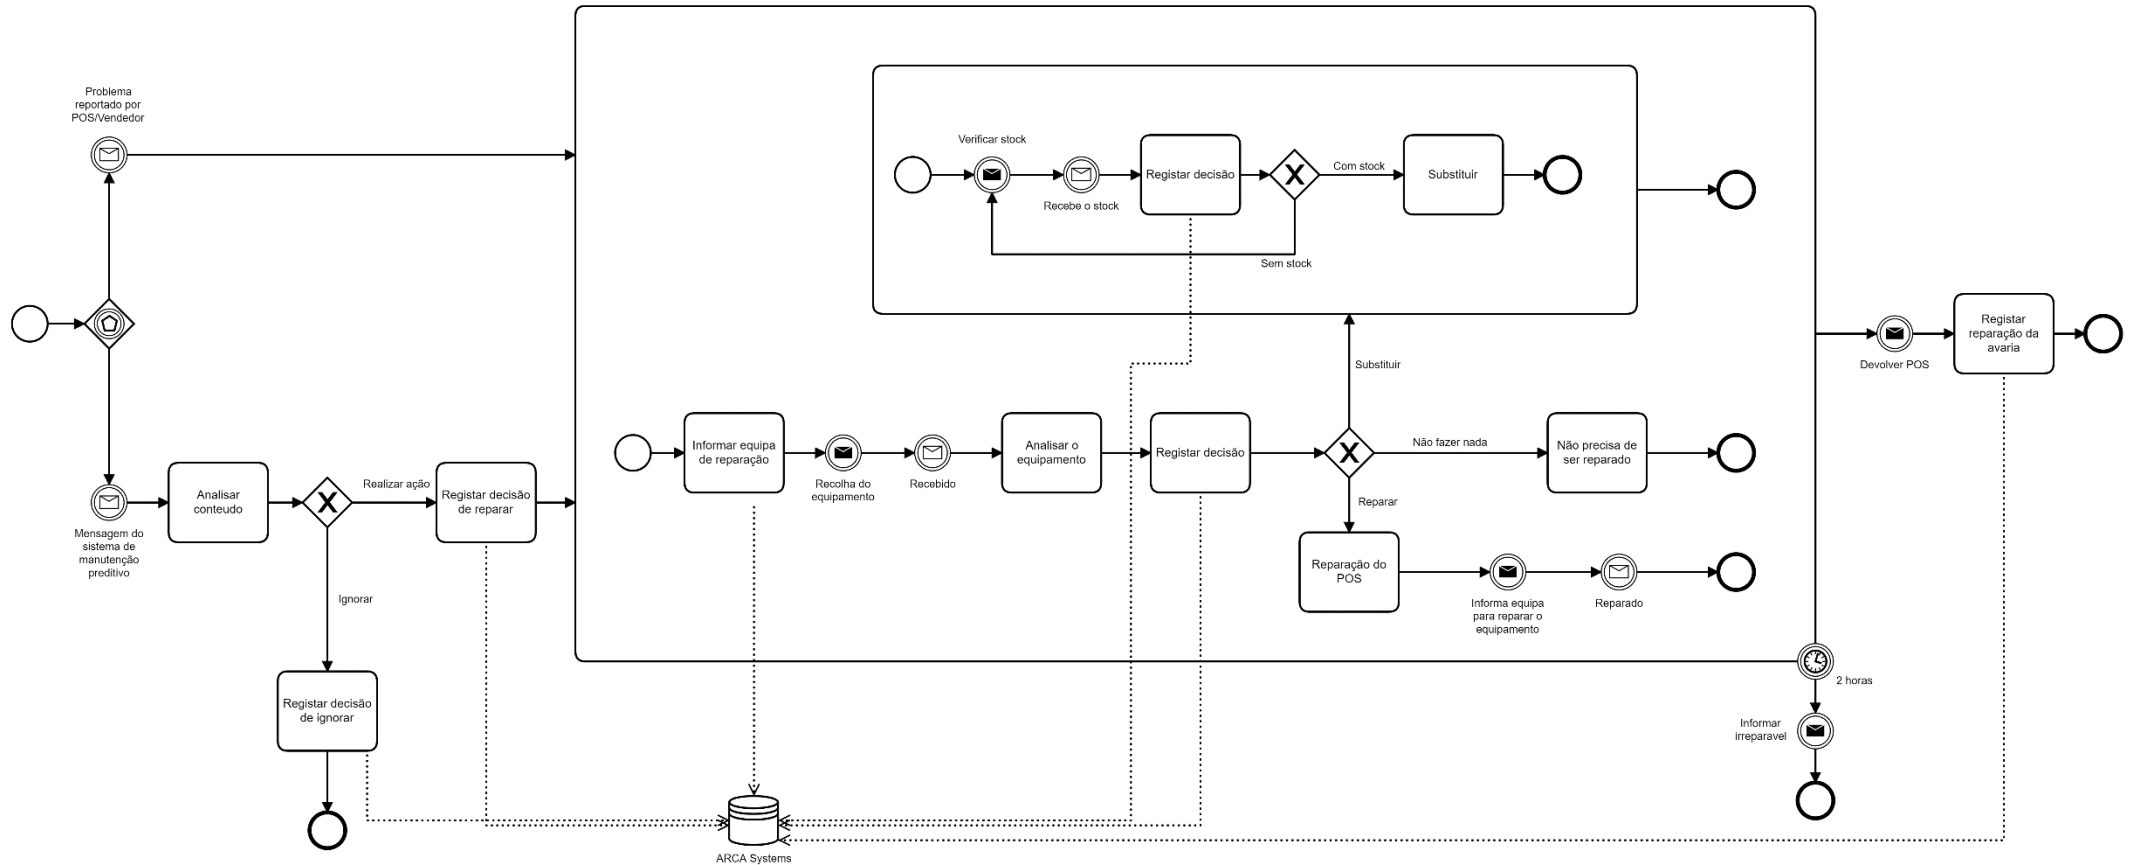 Problema
reportado por
POS/Vendedor
Verificar stock
Recebe o stock
Registar decisão
Com stock
Substituir
Sem stock
Substituir
Devolver POS
Registar
reparação da
avaria
Informar equipa
de reparação
Recolha do
equipamento
Recebido
Analisar o
equipamento
Registar decisão
Não fazer nada
Não precisa de
ser reparado
Reparar
Reparação do
POS
Informa equipa
para reparar o
equipamento
Reparado
Mensagem do
sistema de
manutenção
preditivo
Analisar
conteudo
Realizar ação
Registar decisão
de reparar
Ignorar
Registar decisão
de ignorar
2 horas
Informar
irreparavel
ARCA Systems